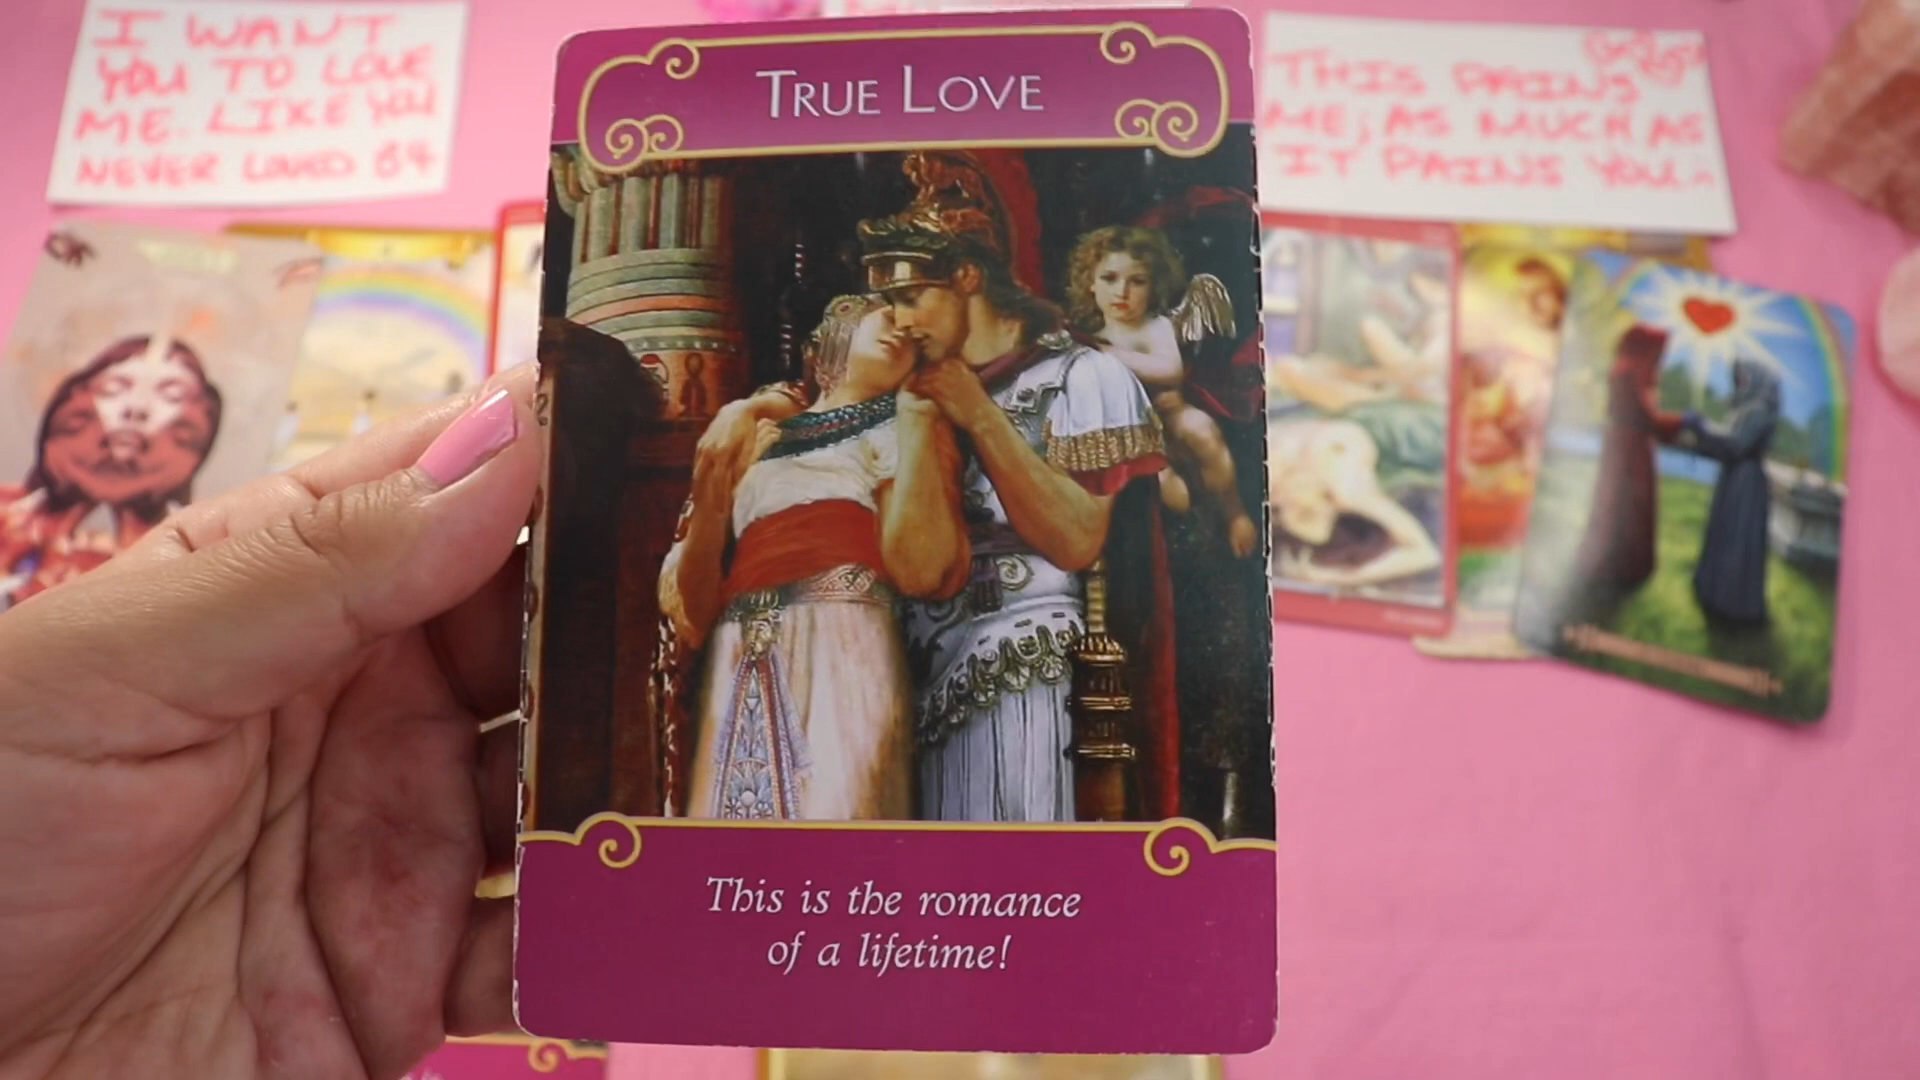 I WANT
YOU TO LOVE
ME. LIKE YOU
NEVER LOVED B4
TRUE LOVE
THIS PAINS
ME; AS MUCH AS
IT PAINS YOU
This is the romance
of a lifetime!